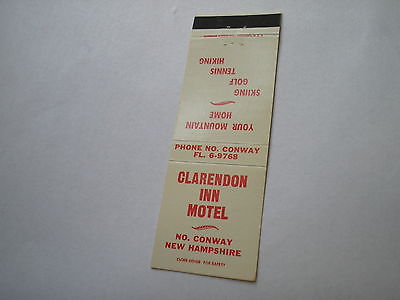 SKIING
GOLF
TENNIS
HIKING
YOUR MOUNTAIN
HOME
PHONE NO. CONWAY
FL. 6-9768
CLARENDON
INN
MOTEL
NO. CONWAY
NEW HAMPSHIRE
CLOSE COVER FOR SAFETY